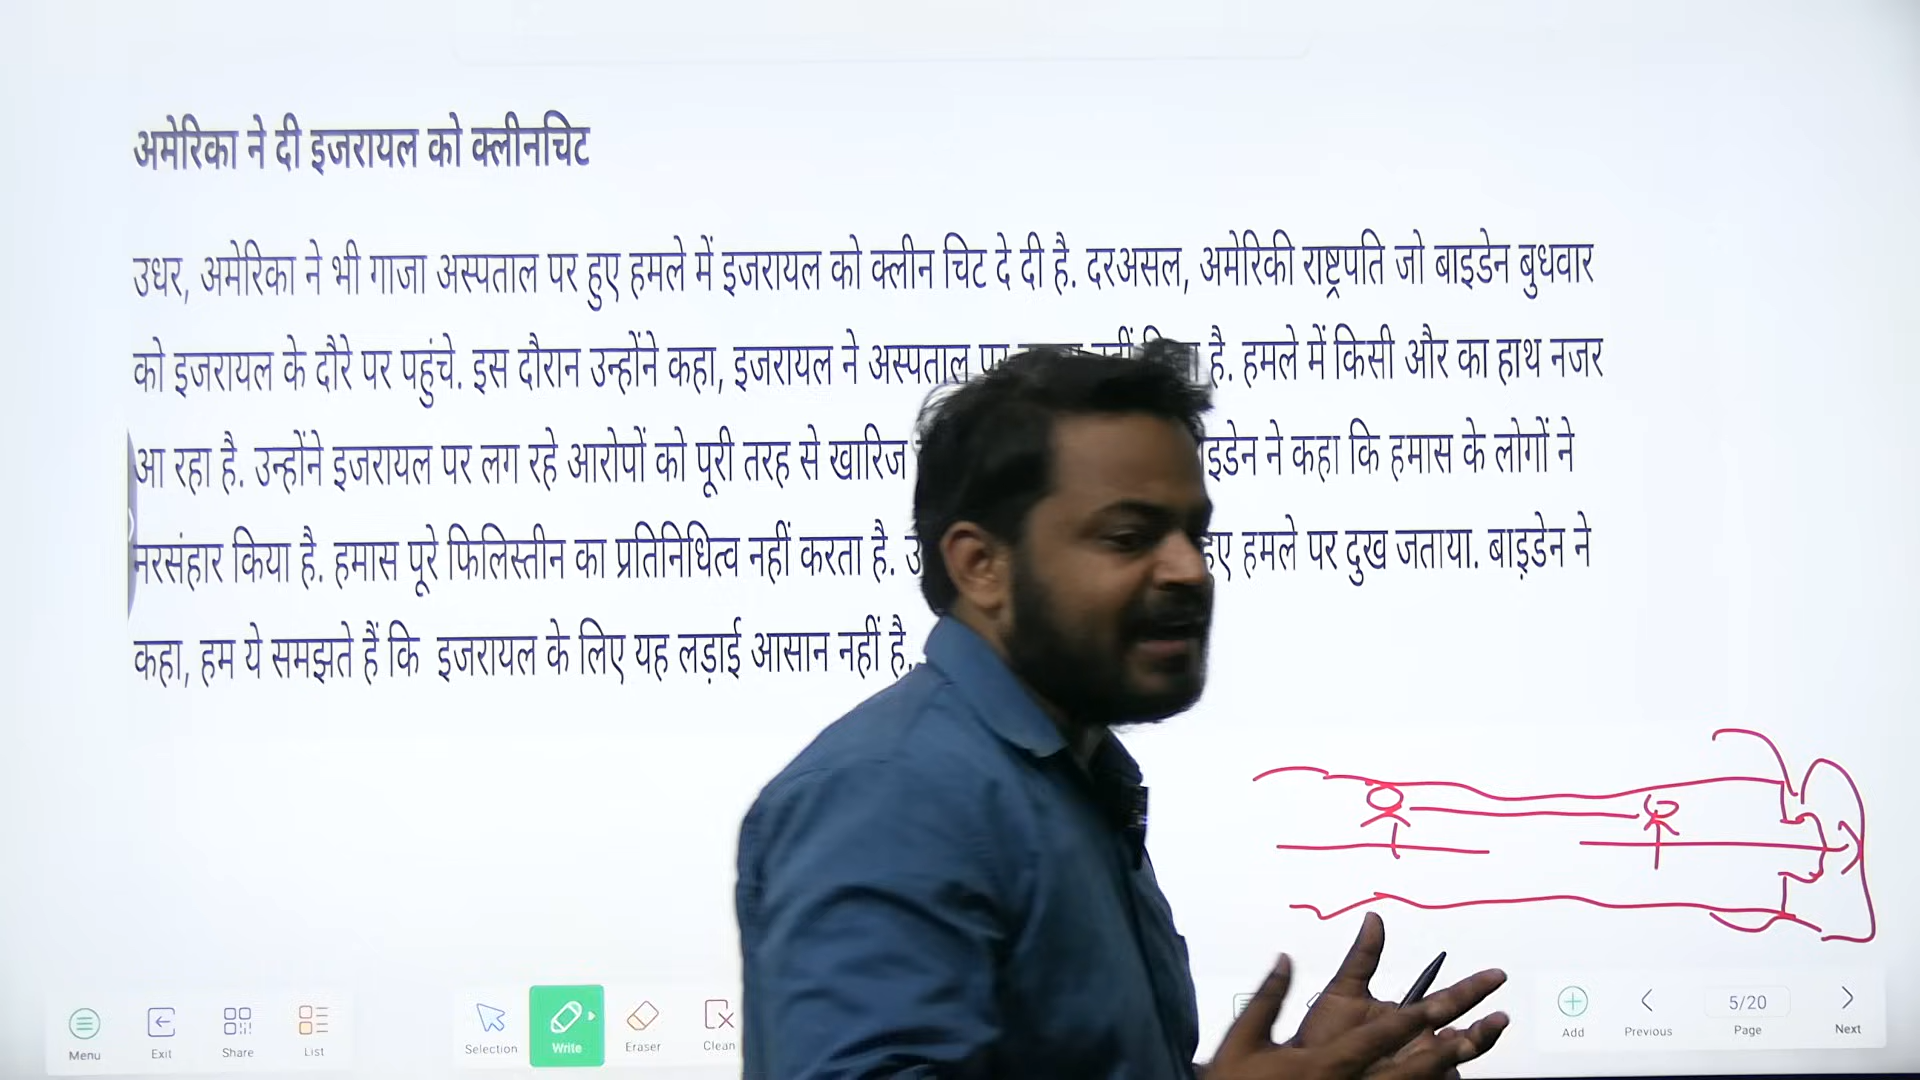 अमेरिका ने दी इजरायल को क्लीनचिट
उधर, अमेरिका ने भी गाजा अस्पताल पर हुए हमले में इजरायल को क्लीन चिट दे दी है. दरअसल, अमेरिकी राष्ट्रपति जो बाइडेन बुधवार
को इजरायल के दौरे पर पहुंचे. इस दौरान उन्होंने कहा, इजरायल ने अस्पताल है. हमले में किसी और का हाथ नजर
आ रहा है. उन्होंने इजरायल पर लग रहे आरोपों को पूरी तरह से खारिज ने कहा कि हमास के लोगों ने
नरसंहार किया है. हमास पूरे फिलिस्तीन का प्रतिनिधित्व नहीं करता है. हमले पर दुख जताया. बाइडेन ने
कहा, हम ये समझते हैं कि इजरायल के लिए यह लड़ाई आसान नहीं है.
Menu Exit Share List Selection Write Eraser Clean Add Previous 5/20 Page Next